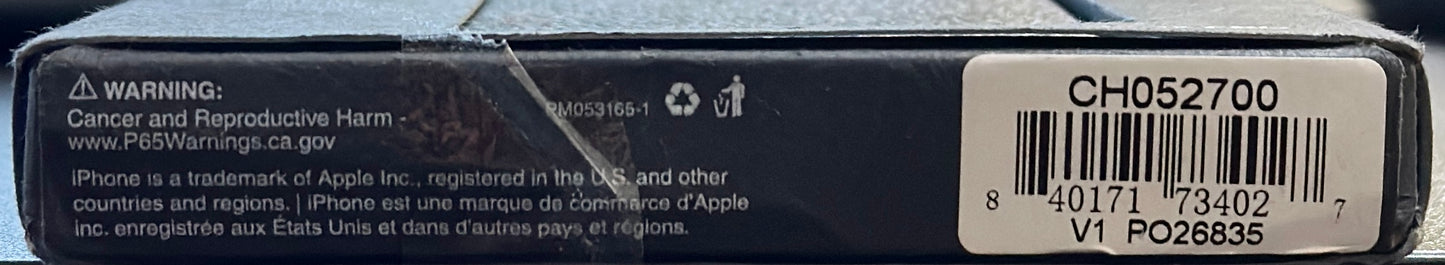 WARNING:
Cancer and Reproductive Harm -
www.P65Warnings.ca.gov
iPhone is a trademark of Apple Inc., registered in the U.S. and other
countries and regions. | iPhone est une marque de commerce d'Apple
inc. enregistrée aux États Unis et dans d'autres pays et régions.
PM053165-1
CH052700
8 40171 73402 7
V1 PO26835